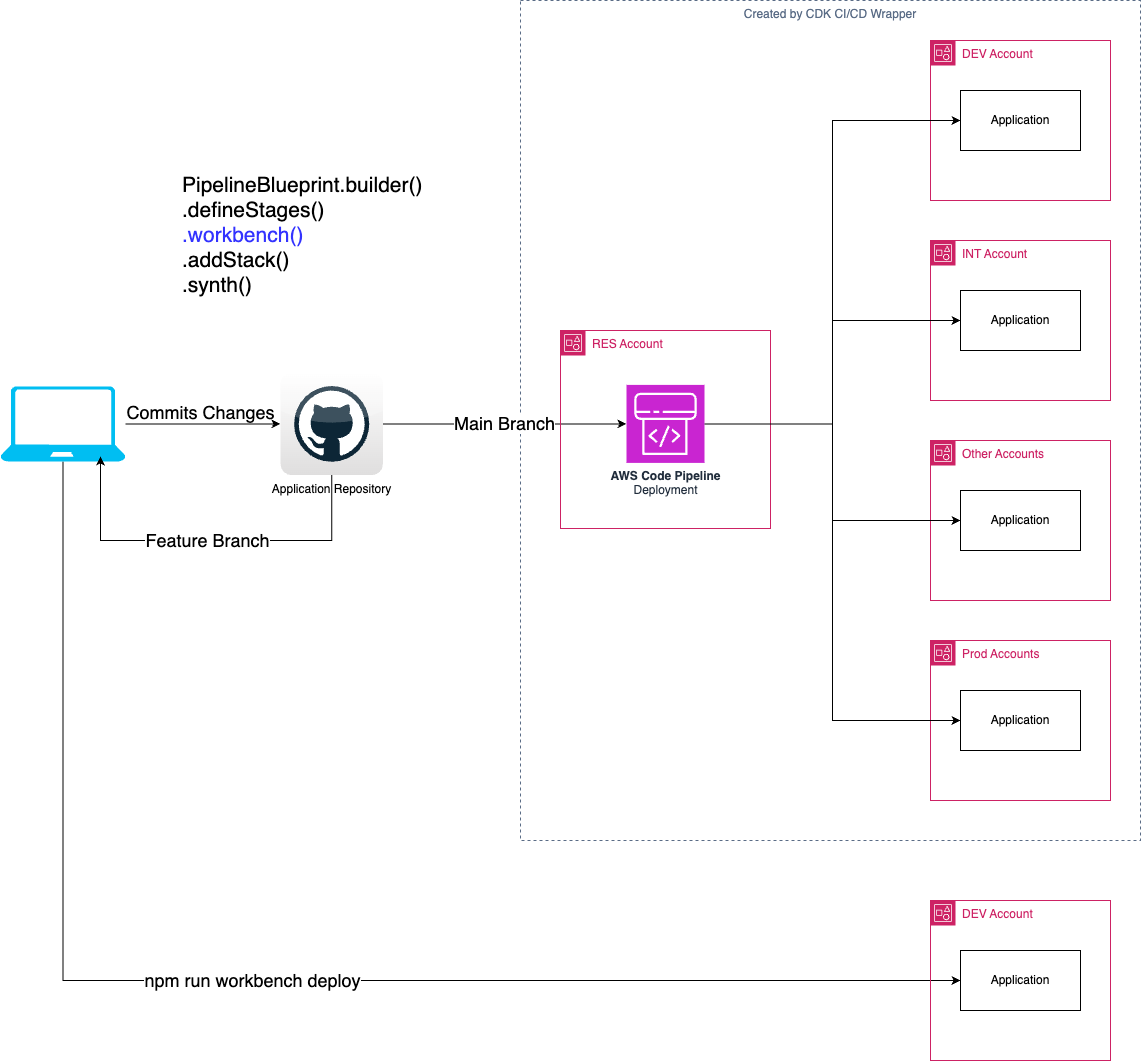 Created by CDK CI/CD Wrapper
DEV Account
Application
PipelineBlueprint.builder()
.defineStages()
.workbench()
.addStack()
.synth()
INT Account
Application
RES Account
Commits Changes
Main Branch
AWS Code Pipeline
Deployment
Application Repository
Feature Branch
Other Accounts
Application
Prod Accounts
Application
DEV Account
npm run workbench deploy
Application